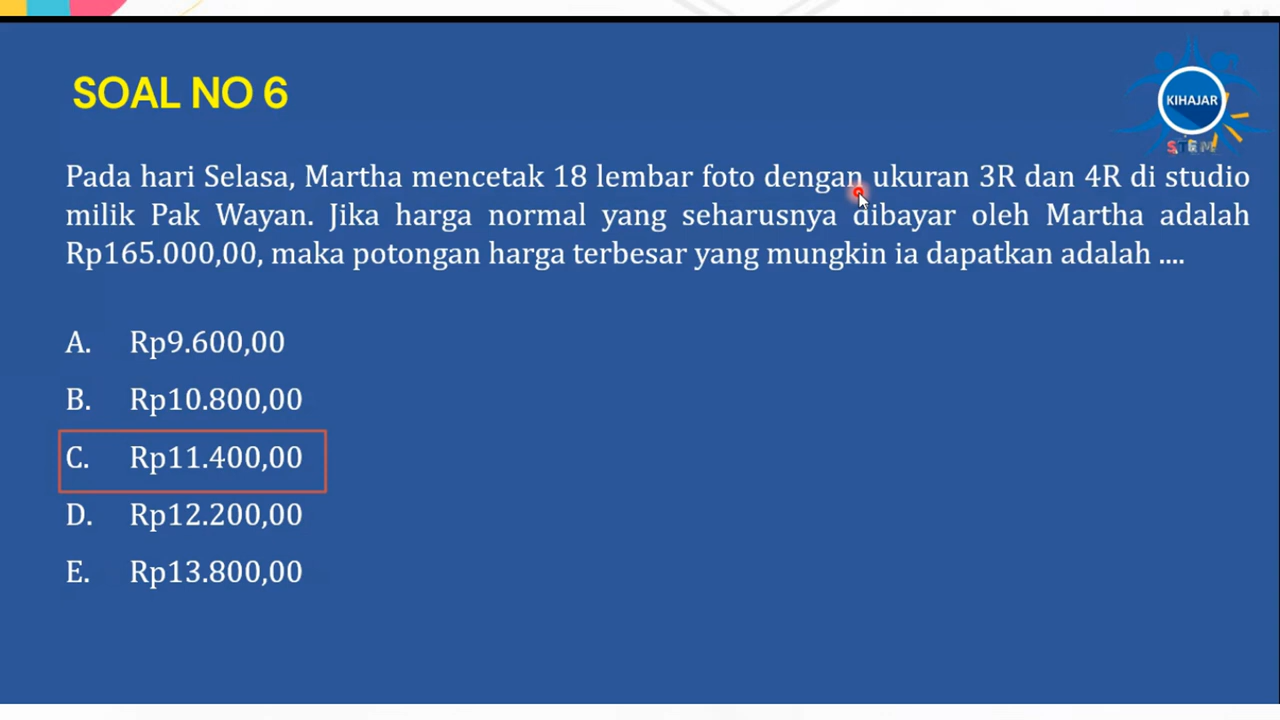 SOAL NO 6
KIHAJAR
STEM
Pada hari Selasa, Martha mencetak 18 lembar foto dengan ukuran 3R dan 4R di studio
milik Pak Wayan. Jika harga normal yang seharusnya dibayar oleh Martha adalah
Rp165.000,00, maka potongan harga terbesar yang mungkin ia dapatkan adalah ....
A. Rp9.600,00
B. Rp10.800,00
C. Rp11.400,00
D. Rp12.200,00
E. Rp13.800,00